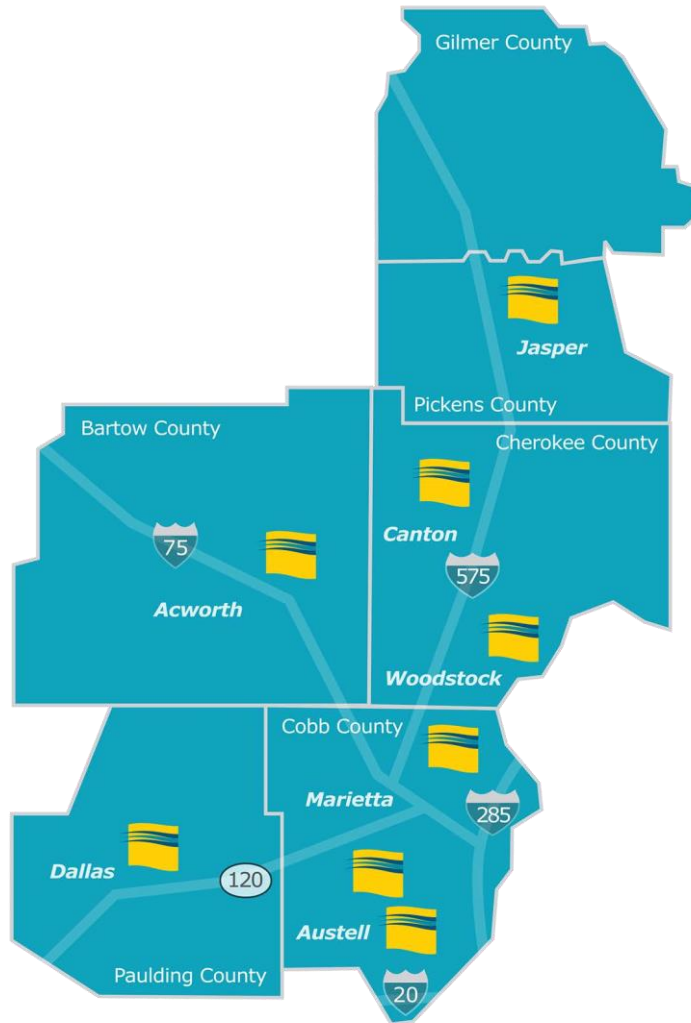 Gilmer County
Jasper
Pickens County
Bartow County
Cherokee County
Canton
75
575
Acworth
Woodstock
Cobb County
Marietta
285
Dallas
120
Austell
Paulding County
20